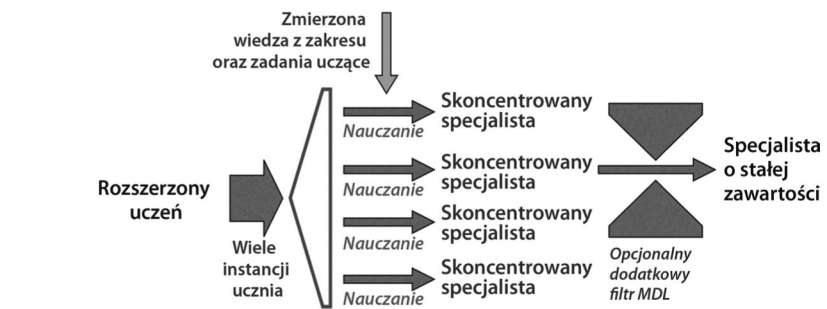 Zmierzona
wiedza z zakresu
oraz zadania uczące
Rozszerzony
uczeń
Wiele
instancji
ucznia
Nauczanie
Skoncentrowany
specjalista
Nauczanie
Skoncentrowany
specjalista
Nauczanie
Skoncentrowany
specjalista
Nauczanie
Skoncentrowany
specjalista
Opcjonalny
dodatkowy
filtr MDL
Specjalista
o stałej
zawartości